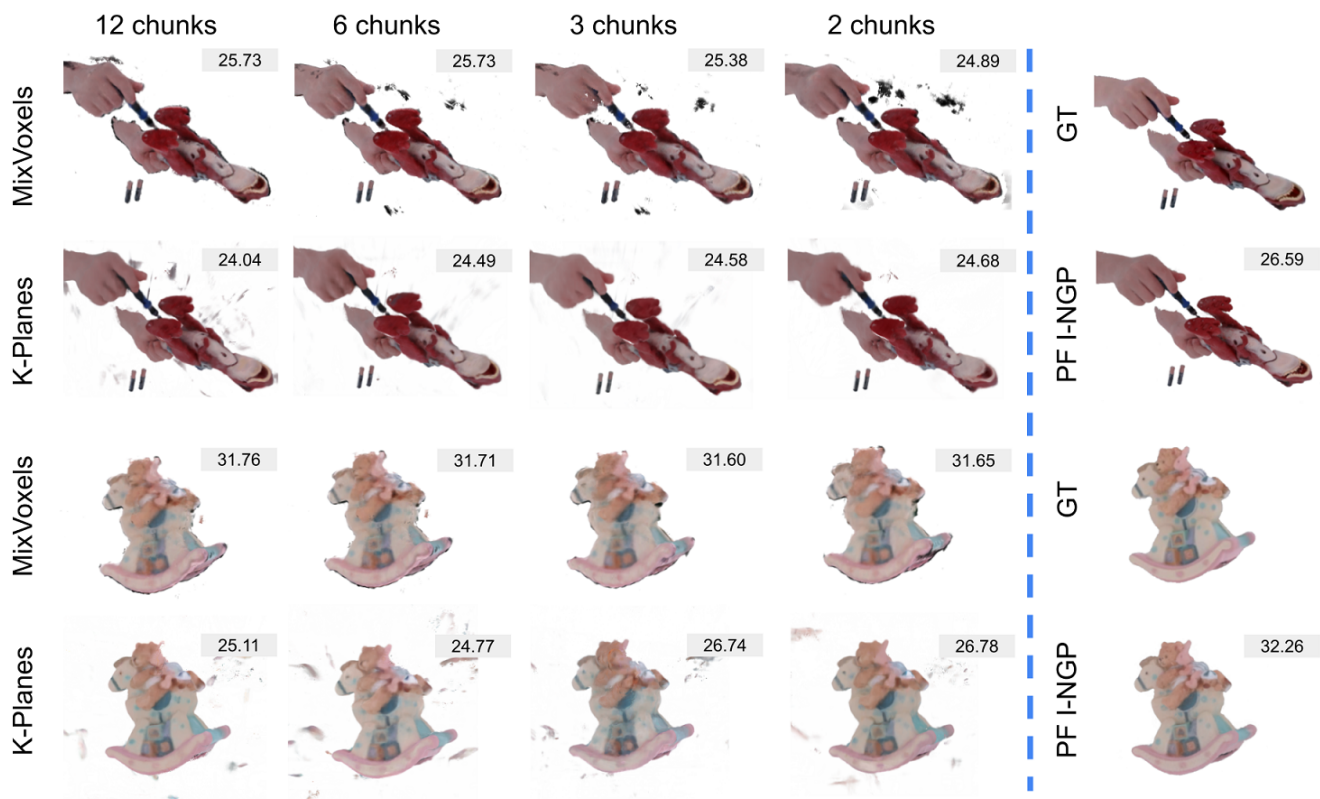 12 chunks 6 chunks 3 chunks 2 chunks
MixVoxels 25.73 25.73 25.38 24.89 GT
K-Planes 24.04 24.49 24.58 24.68 PF I-NGP 26.59
MixVoxels 31.76 31.71 31.60 31.65 GT
K-Planes 25.11 24.77 26.74 26.78 PF I-NGP 32.26